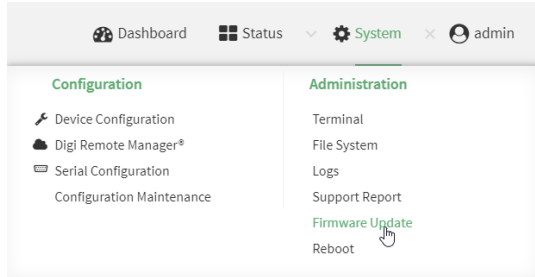 Dashboard Status System admin
Configuration
Device Configuration
Digi Remote Manager®
Serial Configuration
Configuration Maintenance
Administration
Terminal
File System
Logs
Support Report
Firmware Update
Reboot